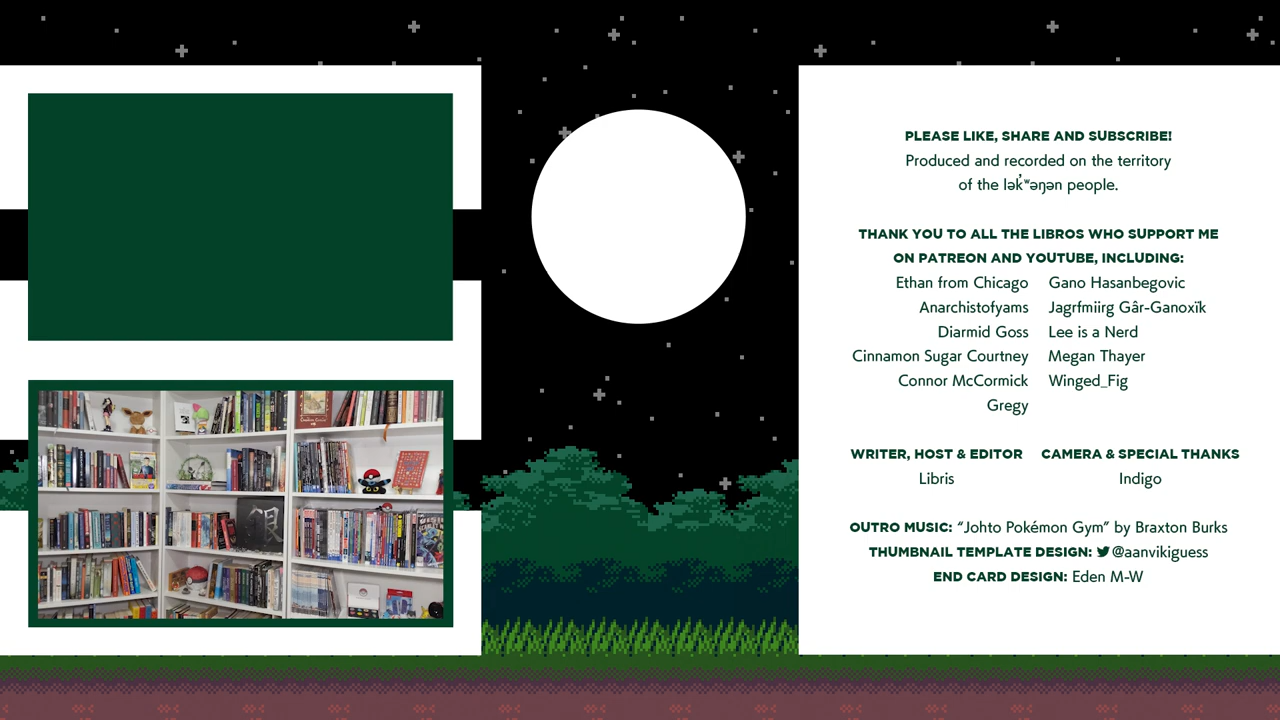 PLEASE LIKE, SHARE AND SUBSCRIBE!
Produced and recorded on the territory
of the lək̓ʷəŋən people.
THANK YOU TO ALL THE LIBROS WHO SUPPORT ME
ON PATREON AND YOUTUBE, INCLUDING:
Ethan from Chicago Gano Hasanbegovic
Anarchistofyams Jagrfmiirg Gâr-Ganoxïk
Diarmid Goss Lee is a Nerd
Cinnamon Sugar Courtney Megan Thayer
Connor McCormick Winged_Fig
Gregy
WRITER, HOST & EDITOR CAMERA & SPECIAL THANKS
Libris Indigo
OUTRO MUSIC: “Johto Pokémon Gym” by Braxton Burks
THUMBNAIL TEMPLATE DESIGN: @aanvikiguess
END CARD DESIGN: Eden M-W